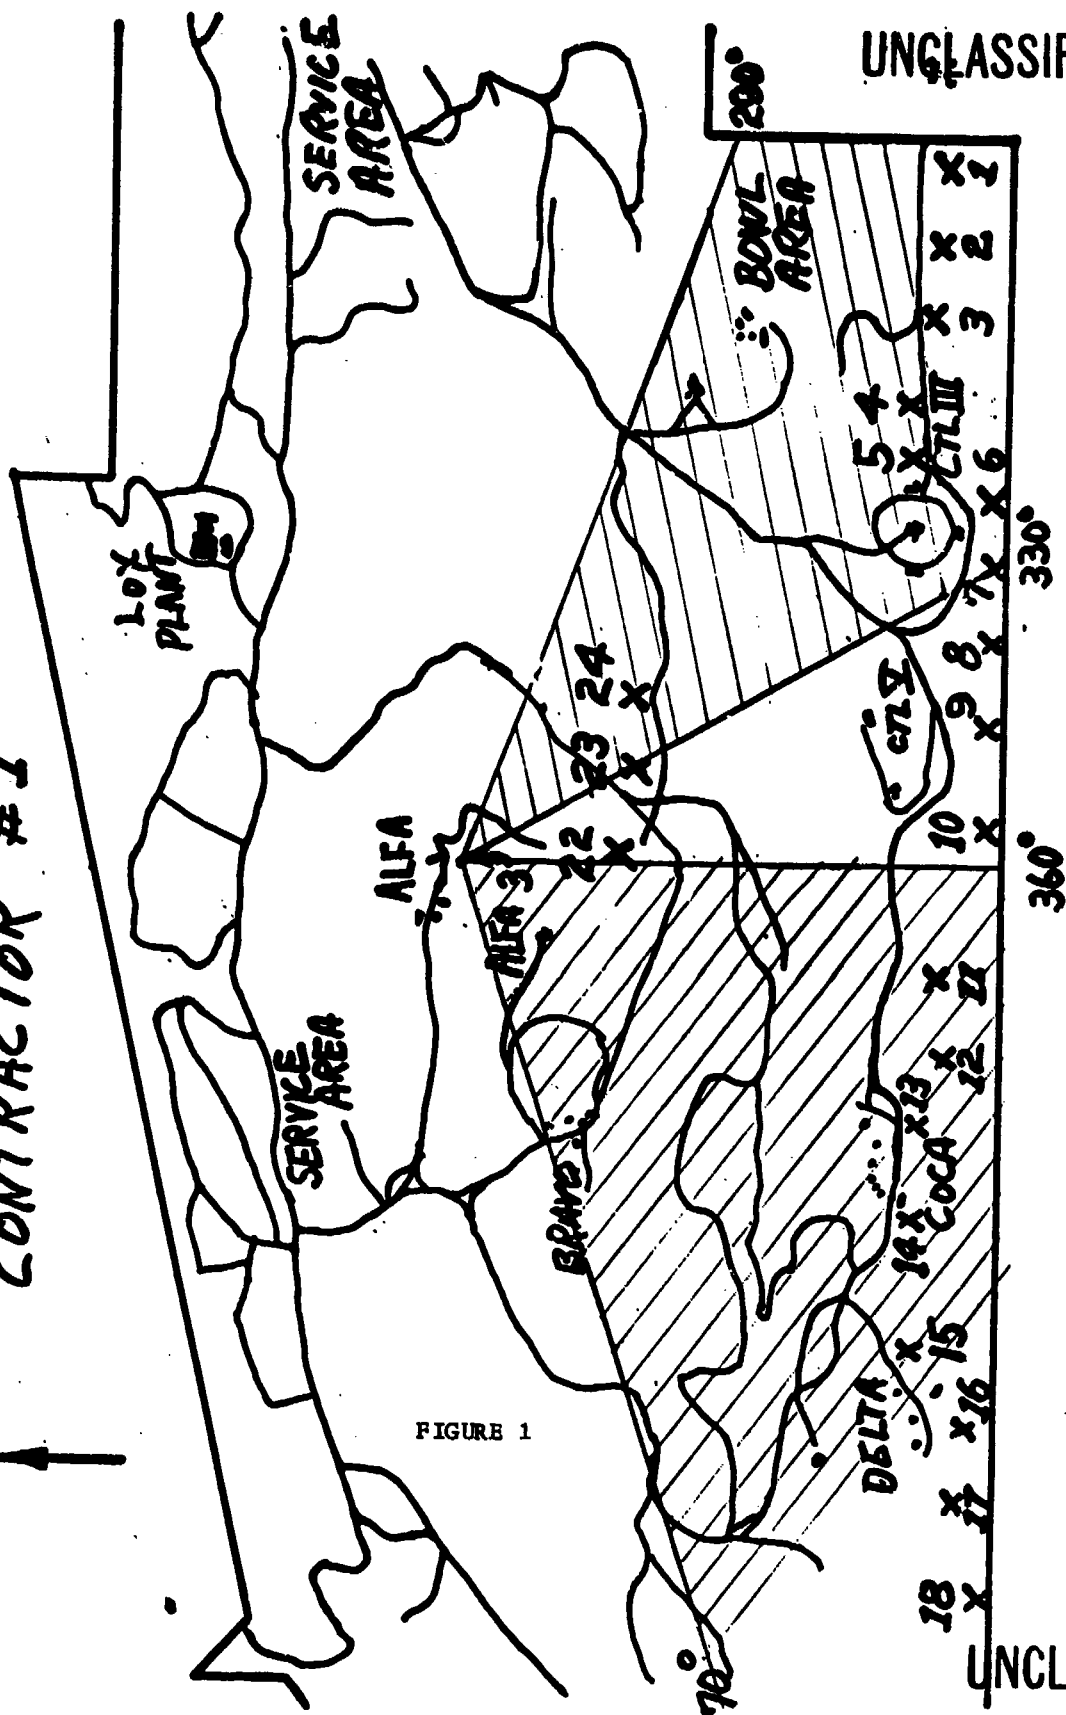 UNCLASSIF
CONTRACTOR #1
LOX
PLANT
SERVICE
AREA
SERVICE
AREA
ALFA
ALFA 3
BRAVO
BOWL
AREA
CTL III
CTL V
COCA
DELTA
290°
330°
360°
70°
X 1
X 2
X 3
4 X
5 X
6 X
7 X
8 X
9 X
10 X
X 11
X 12
X 13
14 X
X 15
X 16
X 17
18 X
22 X
23 X
24 X
FIGURE 1
UNCL